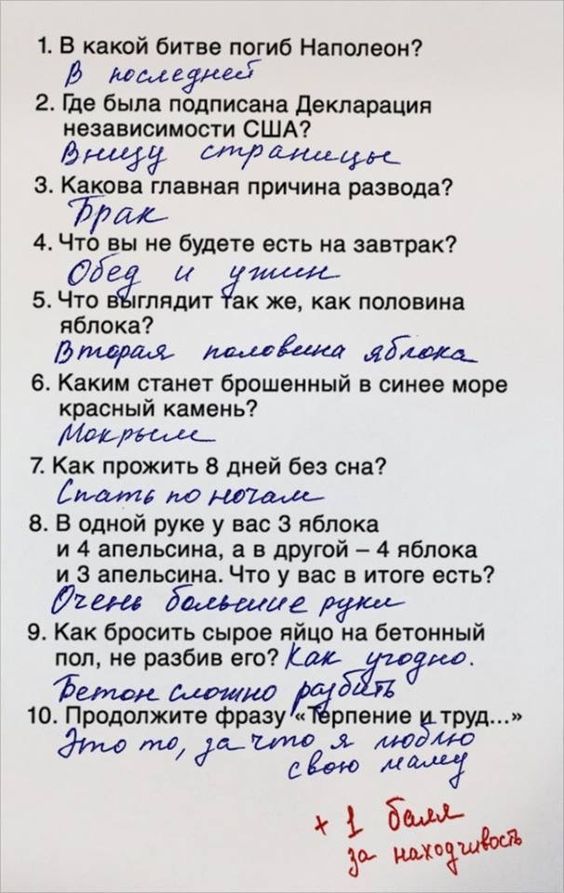 1. В какой битве погиб Наполеон?
В последней
2. Где была подписана Декларация
независимости США?
Внизу страницы
3. Какова главная причина развода?
Брак
4. Что вы не будете есть на завтрак?
Обед и ужин
5. Что выглядит так же, как половина
яблока?
Вторая половина яблока
6. Каким станет брошенный в синее море
красный камень?
Мокрым
7. Как прожить 8 дней без сна?
Спать по ночам
8. В одной руке у вас 3 яблока
и 4 апельсина, а в другой – 4 яблока
и 3 апельсина. Что у вас в итоге есть?
Очень большие руки
9. Как бросить сырое яйцо на бетонный
пол, не разбив его? Как угодно.
Бетон сложно разбить
10. Продолжите фразу «Терпение и труд...»
Это то, за что я люблю
свою маму
+ 1 балл
за находчивость